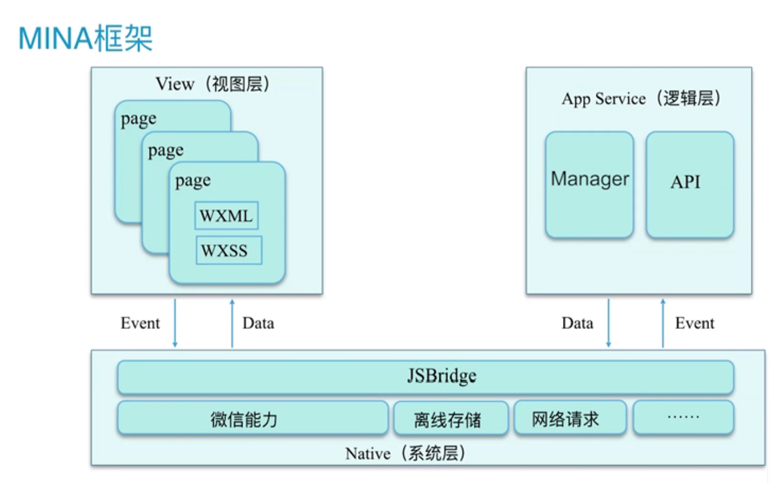 MINA框架
View（视图层）
page
page
page
WXML
WXSS
App Service（逻辑层）
Manager
API
Event
Data
Data
Event
JSBridge
微信能力
离线存储
网络请求
······
Native（系统层）